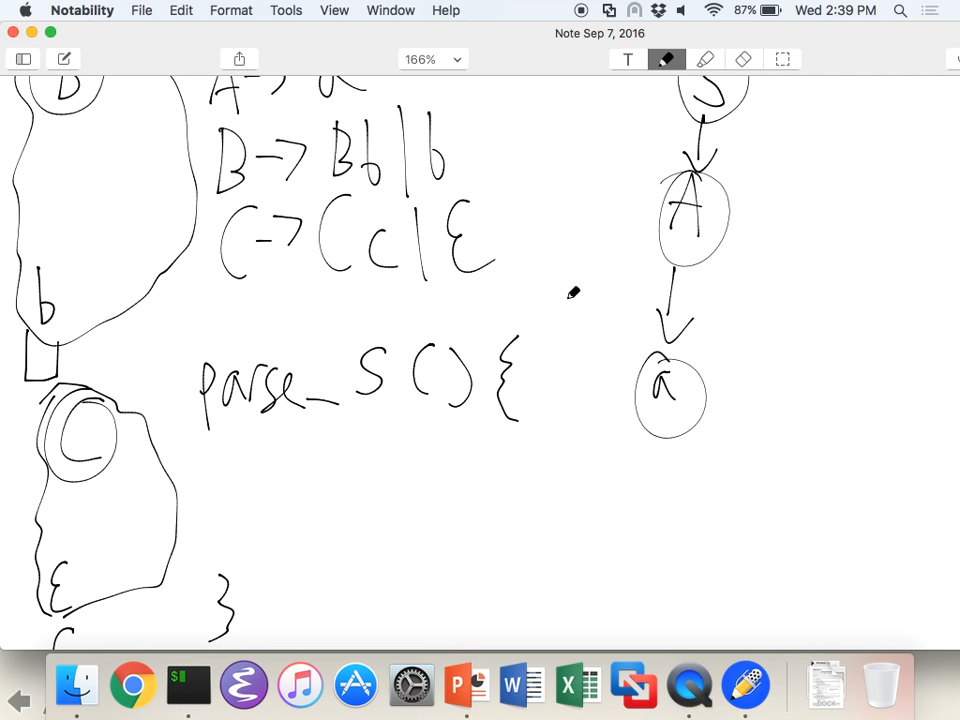 Notability File Edit Format Tools View Window Help 87% Wed 2:39 PM
Note Sep 7, 2016
166% T
B A → a S
B → Bb | b
A
C → Cc | ε
b
parse_S() {
a
C
ε
}
$
P W X
DOCX